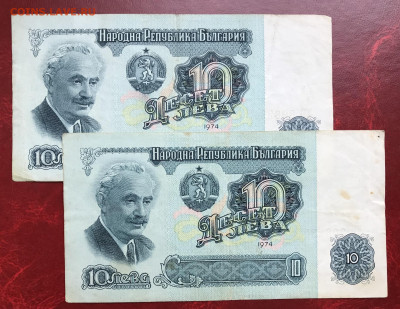 COINS.LAVE.RU
НАРОДНА РЕПУБЛИКА БЪЛГАРИЯ
10
ДЕСЕТ
ЛЕВА
1974
10 ЛЕВА
НАРОДНА РЕПУБЛИКА БЪЛГАРИЯ
10
ДЕСЕТ
ЛЕВА
1974
10 ЛЕВА
10
10